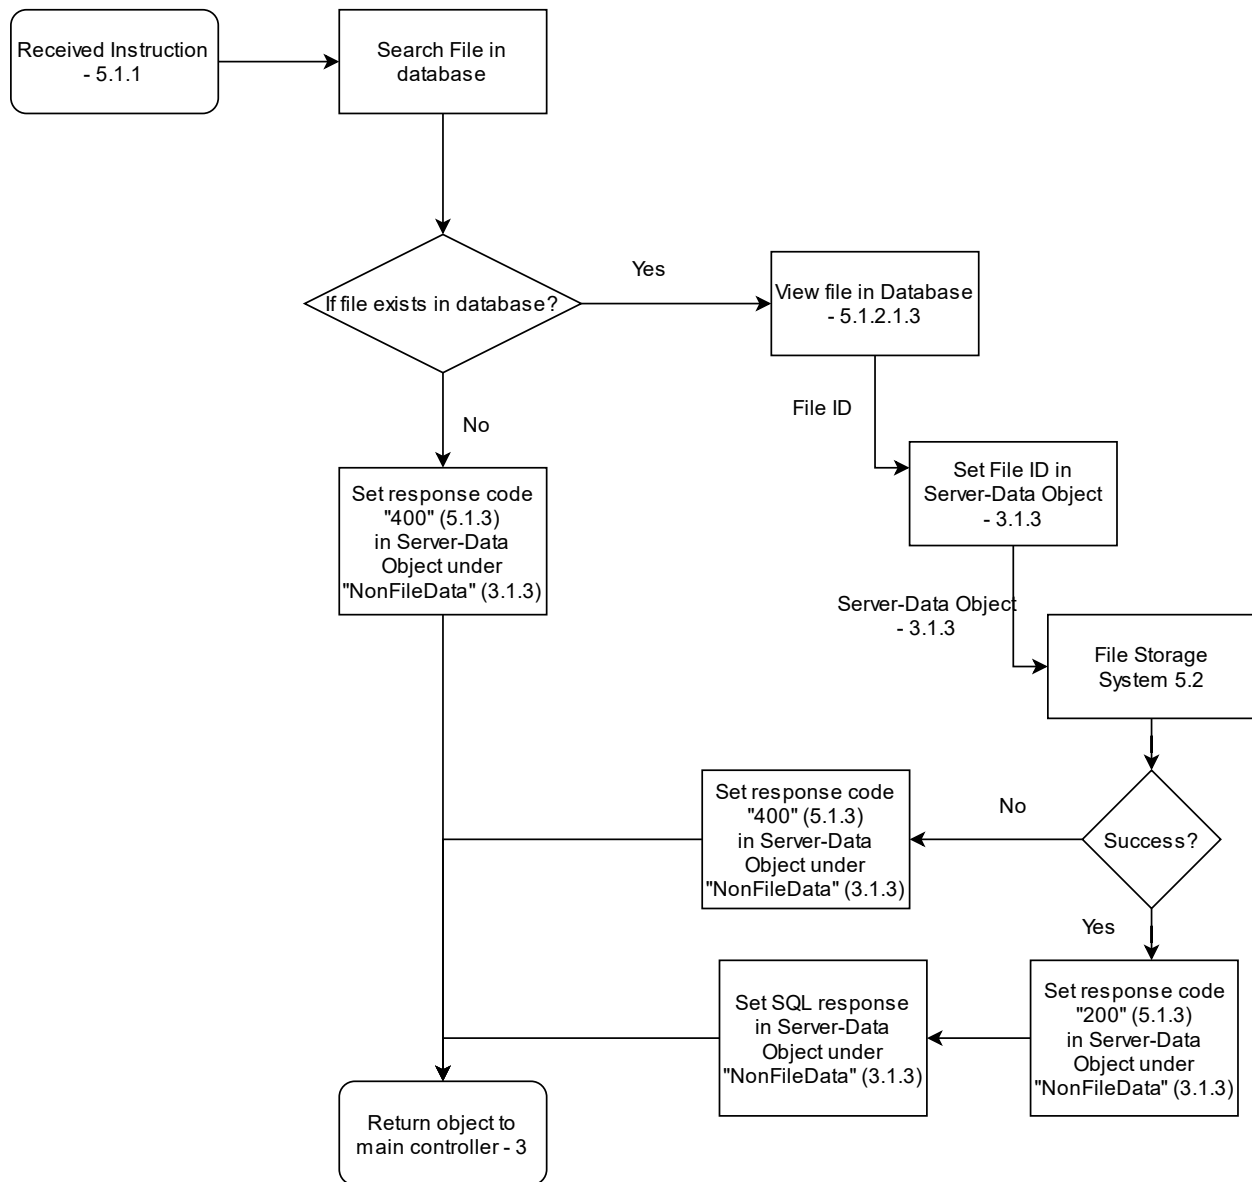 Received Instruction
- 5.1.1
Search File in
database
If file exists in database?
Yes
View file in Database
- 5.1.2.1.3
File ID
No
Set response code
"400" (5.1.3)
in Server-Data
Object under
"NonFileData" (3.1.3)
Set File ID in
Server-Data Object
- 3.1.3
Server-Data Object
- 3.1.3
File Storage
System 5.2
Success?
No
Set response code
"400" (5.1.3)
in Server-Data
Object under
"NonFileData" (3.1.3)
Yes
Set response code
"200" (5.1.3)
in Server-Data
Object under
"NonFileData" (3.1.3)
Set SQL response
in Server-Data
Object under
"NonFileData" (3.1.3)
Return object to
main controller - 3